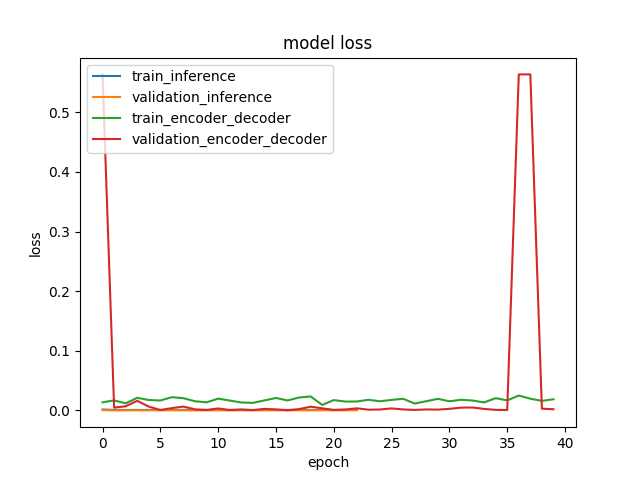 model loss
train_inference
validation_inference
train_encoder_decoder
validation_encoder_decoder
loss
0.5
0.4
0.3
0.2
0.1
0.0
0 5 10 15 20 25 30 35 40
epoch